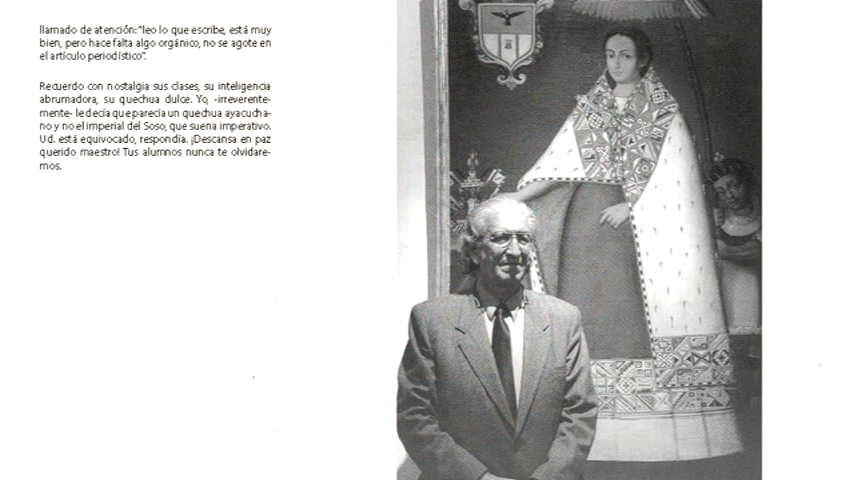 llamado de atención: "leo lo que escribe, está muy
bien, pero hace falta algo orgánico, no se agote en
el artículo periodístico".
Recuerdo con nostalgia sus clases, su inteligencia
abrumadora, su quechua dulce. Yo, -irreverente-
mente- le decía que parecía un quechua ayacucha-
no y no el imperial del Soso, que suena imperativo.
Ud. está equivocado, respondía. ¡Descansa en paz
querido maestro! Tus alumnos nunca te olvidare-
mos.